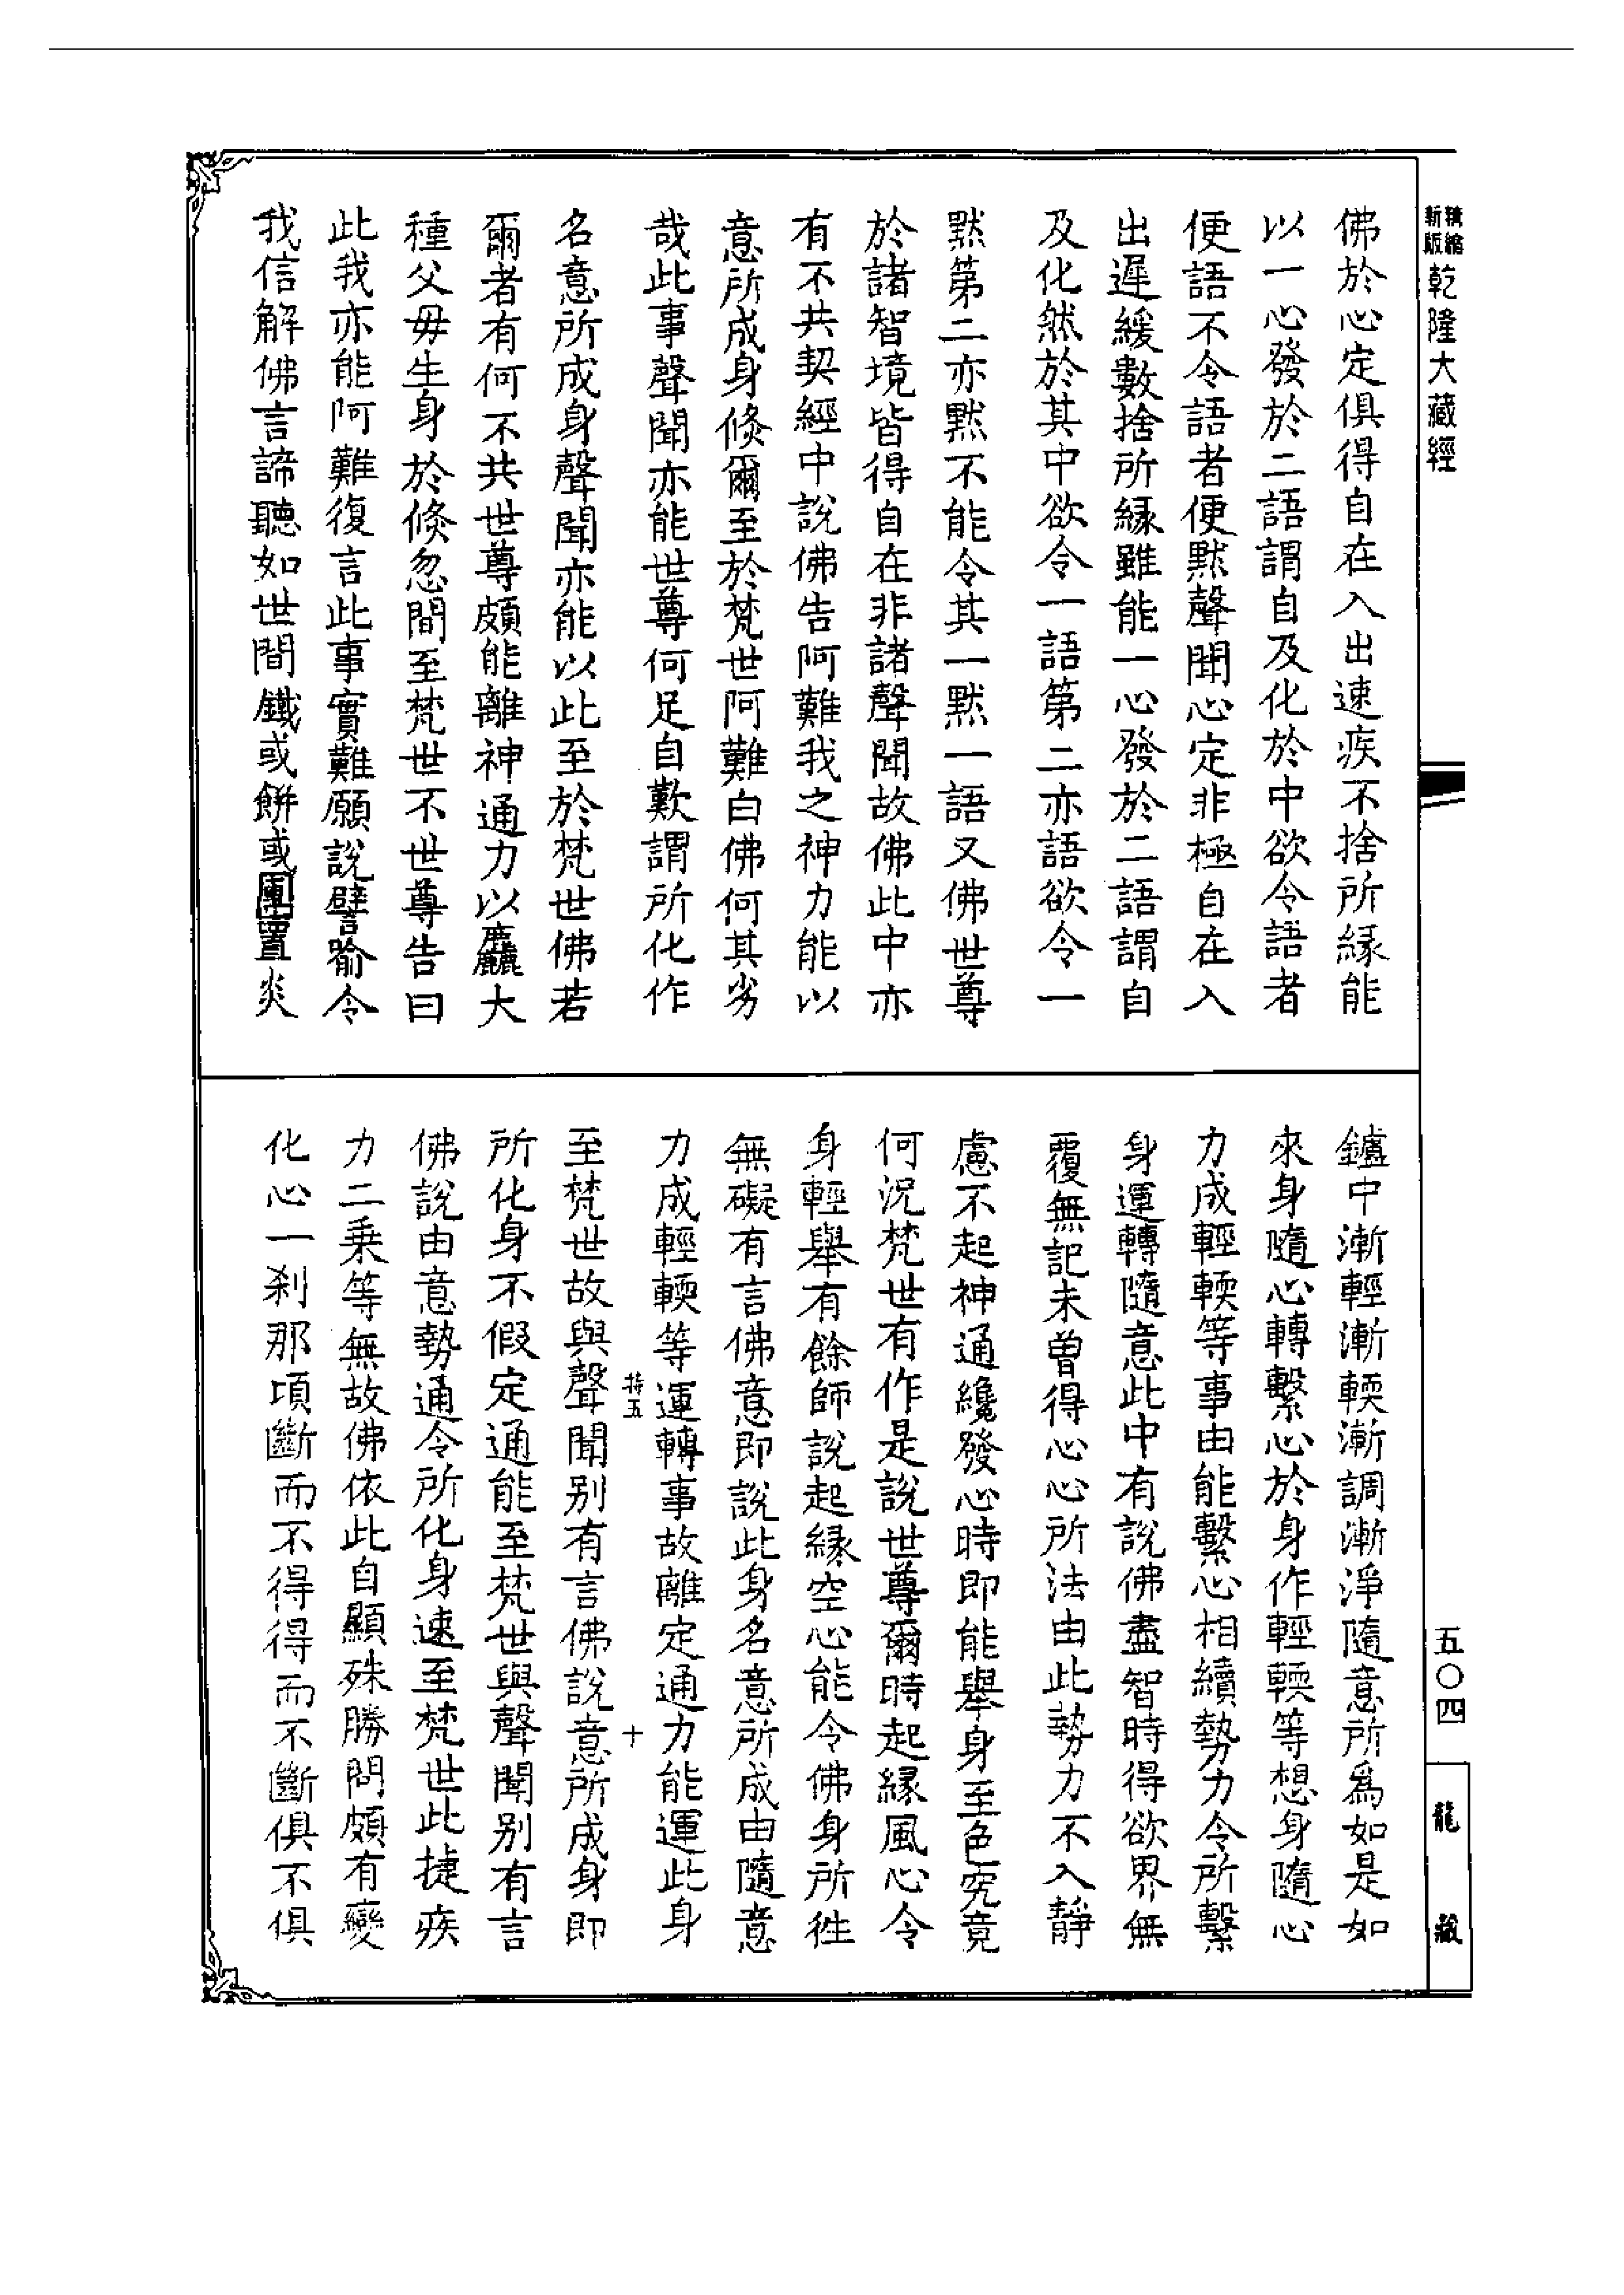 精縮新版乾隆大藏經
佛於心定俱得自在入出速疾不捨所緣能
以一心發於二語謂自及化於中欲令語者
便語不令語者便默聲聞心定非極自在入
出遲緩數捨所緣雖能一心發於二語謂自
及化然於其中欲令一語第二亦語欲令一
默第二亦默不能令其一默一語又佛世尊
於諸智境皆得自在非諸聲聞故佛此中亦
有不共契經中說佛告阿難我之神力能以
意所成身倐爾至於梵世阿難白佛何其劣
哉此事聲聞亦能世尊何足自歎謂所化作
名意所成身聲聞亦能以此至於梵世佛若
爾者有何不共世尊頗能離神通力以麤大
種父母生身於倐忽間至梵世不世尊告曰
此我亦能阿難復言此事實難願說譬喻令
我信解佛言諦聽如世間鐵或餅或團置炎
鑪中漸輕漸輭漸調漸淨隨意所為如是如
來身隨心轉繫心於身作輕輭等想身隨心
力成輕輭等事由能繫心相續勢力令所繫
身運轉隨意此中有說佛盡智時得欲界無
覆無記未曾得心心所法由此勢力不入靜
慮不起神通纔發心時即能舉身至色究竟
何況梵世有作是說世尊爾時起緣風心令
身輕舉有餘師說起緣空心能令佛身所徃
無礙有言佛意即說此身名意所成由隨意
力成輕輭等運轉事故離定通力能運此身
持五 十
至梵世故與聲聞别有言佛說意所成身即
所化身不假定通能至梵世與聲聞别有言
佛說由意勢通令所化身速至梵世此捷疾
力二乗等無故佛依此自顯殊勝問頗有變
化心一刹那頃斷而不得得而不斷俱不俱
五〇四
龍藏